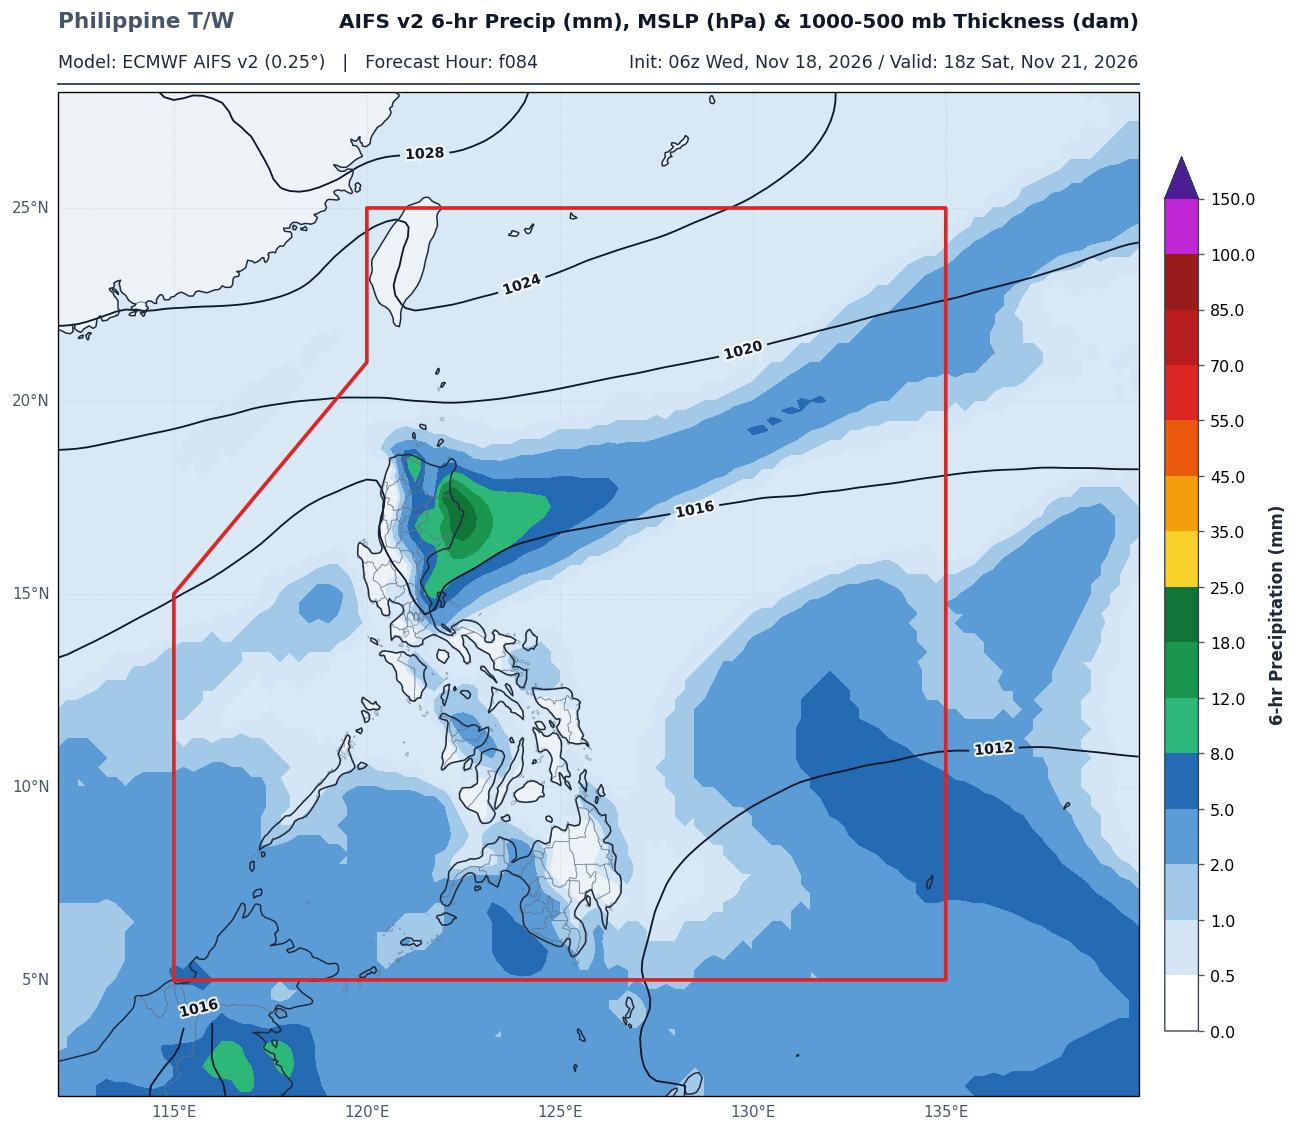 Philippine T/W
AIFS v2 6-hr Precip (mm), MSLP (hPa) & 1000-500 mb Thickness (dam)
Model: ECMWF AIFS v2 (0.25°) | Forecast Hour: f084
Init: 06z Wed, Nov 18, 2026 / Valid: 18z Sat, Nov 21, 2026
1028
25°N
1024
1020
20°N
1016
15°N
1012
10°N
5°N
1016
115°E
120°E
125°E
130°E
135°E
150.0
100.0
85.0
70.0
55.0
45.0
35.0
25.0
18.0
12.0
8.0
5.0
2.0
1.0
0.5
0.0
6-hr Precipitation (mm)